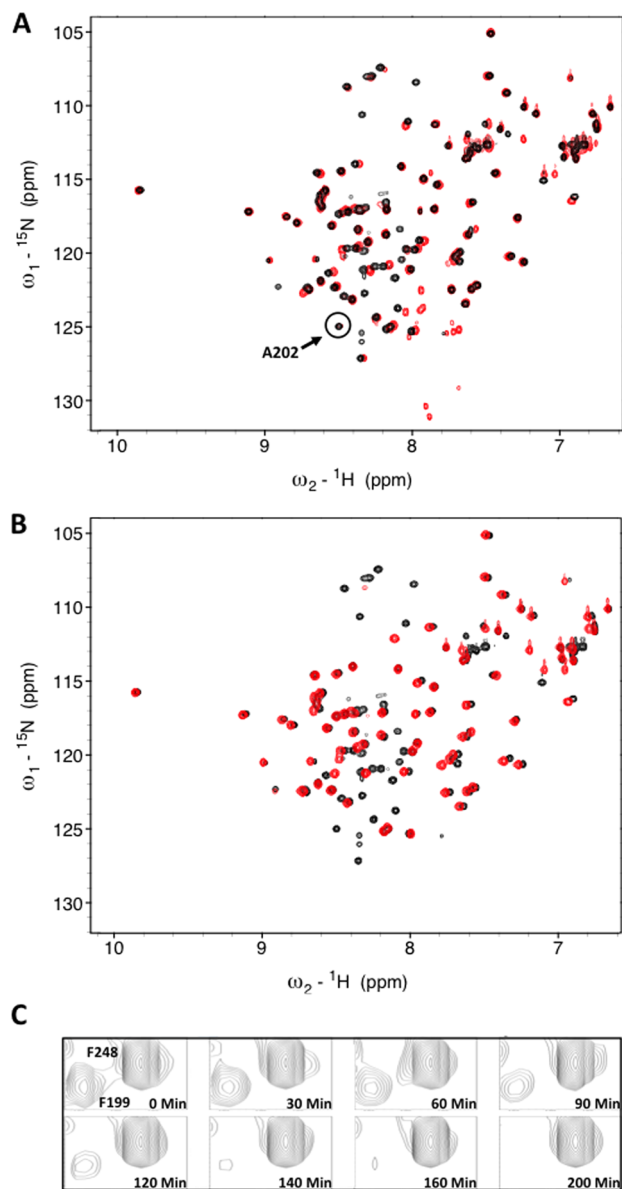 A
105
110
115
120
125
130
ω1 - 15N (ppm)
A202
10
9
8
7
ω2 - 1H (ppm)
B
105
110
115
120
125
130
ω1 - 15N (ppm)
10
9
8
7
ω2 - 1H (ppm)
C
F248
F199
0 Min
30 Min
60 Min
90 Min
120 Min
140 Min
160 Min
200 Min